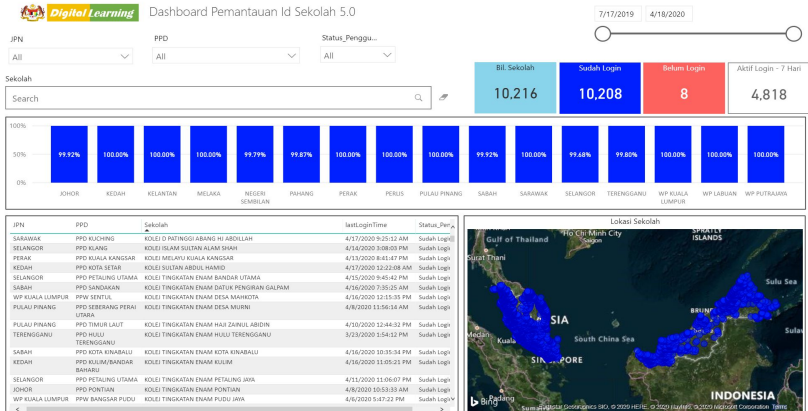 Digital Learning
Dashboard Pemantauan Id Sekolah 5.0
7/17/2019 4/18/2020
JPN PPD Status_Penggu...
All All All
Sekolah
Search
Bil. Sekolah
10,216
Sudah Login
10,208
Belum Login
8
Aktif Login - 7 Hari
4,818
100%
50%
0%
99.92% 100.00% 100.00% 100.00% 99.79% 99.87% 100.00% 100.00% 100.00% 99.92% 100.00% 99.68% 99.80% 100.00% 100.00% 100.00%
JOHOR KEDAH KELANTAN MELAKA NEGERI SEMBILAN PAHANG PERAK PERLIS PULAU PINANG SABAH SARAWAK SELANGOR TERENGGANU WP KUALA LUMPUR WP LABUAN WP PUTRAJAYA
JPN PPD Sekolah lastLoginTime Status_Pen
SARAWAK PPD KUCHING KOLEJ D PATINGGI ABANG HJ ABDILLAH 4/17/2020 9:25:12 AM Sudah Login
SELANGOR PPD KLANG KOLEJ ISLAM SULTAN ALAM SHAH 4/14/2020 3:08:03 PM Sudah Login
PERAK PPD KUALA KANGSAR KOLEJ MELAYU KUALA KANGSAR 4/13/2020 8:41:47 PM Sudah Login
KEDAH PPD KOTA SETAR KOLEJ SULTAN ABDUL HAMID 4/17/2020 12:22:08 AM Sudah Login
SELANGOR PPD PETALING UTAMA KOLEJ TINGKATAN ENAM BANDAR UTAMA 4/15/2020 9:45:42 PM Sudah Login
SABAH PPD SANDAKAN KOLEJ TINGKATAN ENAM DATUK PENGIRAN GALPAM 4/16/2020 7:35:25 AM Sudah Login
WP KUALA LUMPUR PPW SENTUL KOLEJ TINGKATAN ENAM DESA MAHKOTA 4/16/2020 12:15:35 PM Sudah Login
PULAU PINANG PPD SEBERANG PERAI UTARA KOLEJ TINGKATAN ENAM DESA MURNI 4/8/2020 11:56:14 AM Sudah Login
PULAU PINANG PPD TIMUR LAUT KOLEJ TINGKATAN ENAM HAJI ZAINUL ABIDIN 4/10/2020 12:44:32 PM Sudah Login
TERENGGANU PPD HULU TERENGGANU KOLEJ TINGKATAN ENAM HULU TERENGGANU 3/23/2020 1:54:12 PM Sudah Login
SABAH PPD KOTA KINABALU KOLEJ TINGKATAN ENAM KOTA KINABALU 4/16/2020 10:35:34 PM Sudah Login
KEDAH PPD KULIM/BANDAR BAHARU KOLEJ TINGKATAN ENAM KULIM 4/16/2020 11:05:21 PM Sudah Login
SELANGOR PPD PETALING UTAMA KOLEJ TINGKATAN ENAM PETALING JAYA 4/11/2020 11:06:07 PM Sudah Login
JOHOR PPD PONTIAN KOLEJ TINGKATAN ENAM PONTIAN 4/8/2020 10:53:33 AM Sudah Login
WP KUALA LUMPUR PPW BANGSAR PUDU KOLEJ TINGKATAN ENAM PUDU JAYA 4/6/2020 5:47:22 PM Sudah Login
Lokasi Sekolah
Gulf of Thailand
Ho Chi Minh City
Saigon
SPRATLY ISLANDS
Surat Thani
Sulu Sea
BRUNEI
Medan
Kuala
South China Sea
Padang
INDONESIA
Bing
© 2020 HERE, © 2020 Microsoft Corporation Terms